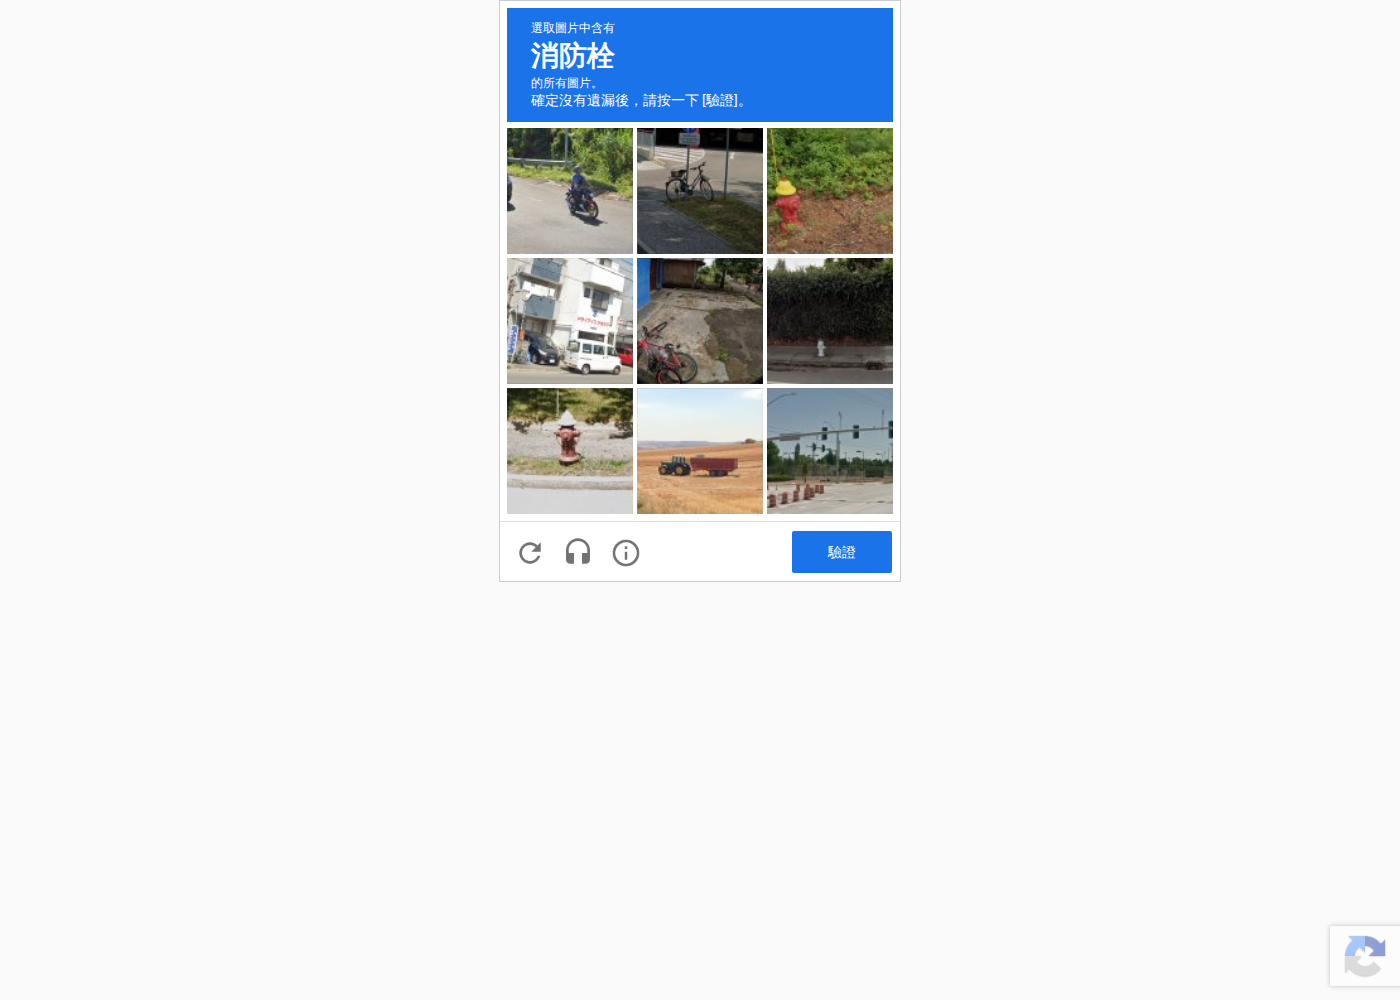 選取圖片中含有
消防栓
的所有圖片。
確定沒有遺漏後，請按一下 [驗證]。
驗證